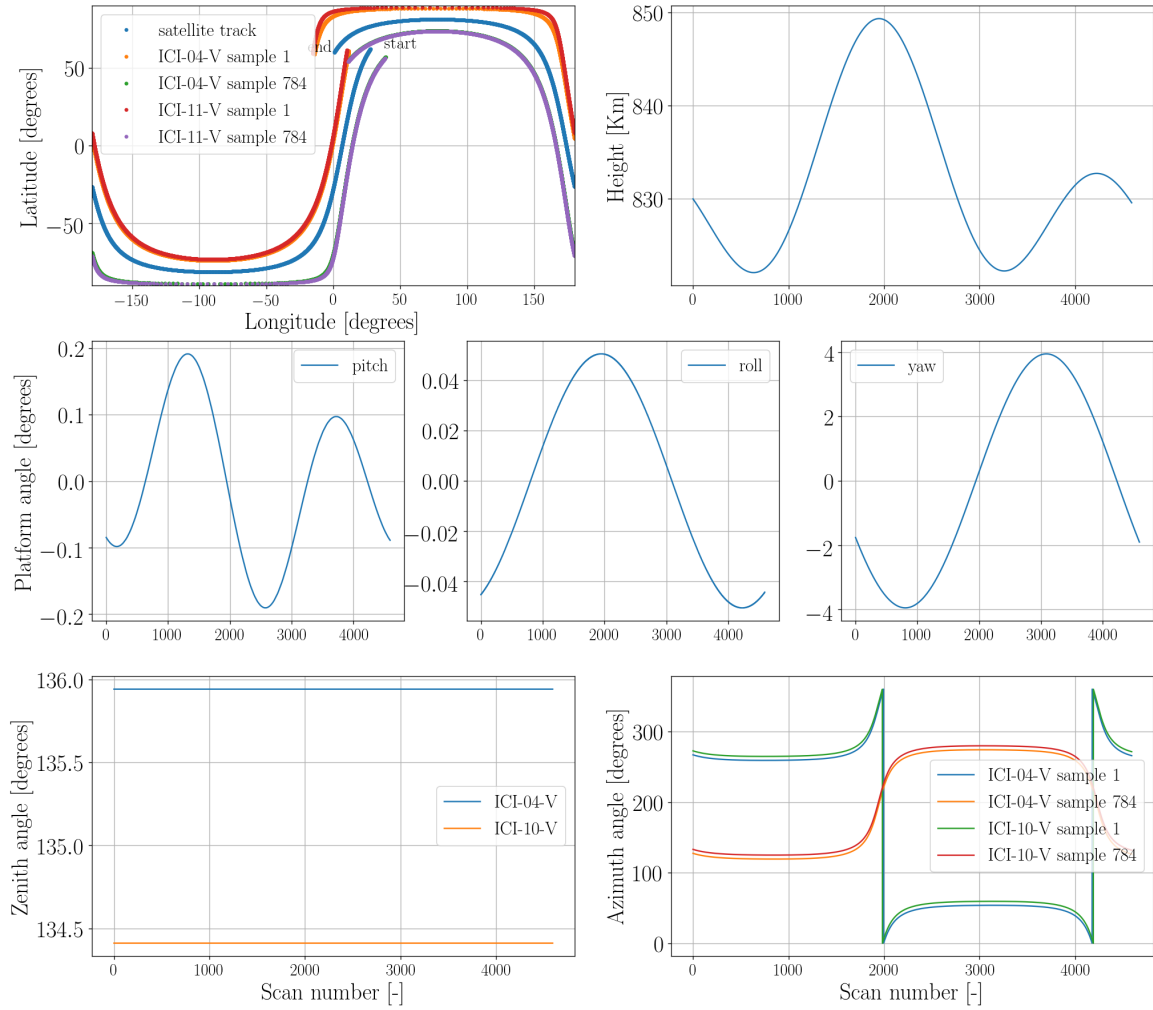 satellite track
ICI-04-V sample 1
ICI-04-V sample 784
ICI-11-V sample 1
ICI-11-V sample 784
start
50
0
−50
Latitude [degrees]
−150
−100
−50
0
50
100
150
Longitude [degrees]
850
840
830
Height [Km]
0
1000
2000
3000
4000
0.2
0.1
0.0
−0.1
−0.2
Platform angle [degrees]
pitch
0
1000
2000
3000
4000
0.04
0.02
0.00
−0.02
−0.04
roll
0
1000
2000
3000
4000
4
2
0
−2
−4
yaw
0
1000
2000
3000
4000
136.0
135.5
135.0
134.5
Zenith angle [degrees]
ICI-04-V
ICI-10-V
0
1000
2000
3000
4000
Scan number [-]
300
200
100
0
Azimuth angle [degrees]
ICI-04-V sample 1
ICI-04-V sample 784
ICI-10-V sample 1
ICI-10-V sample 784
0
1000
2000
3000
4000
Scan number [-]